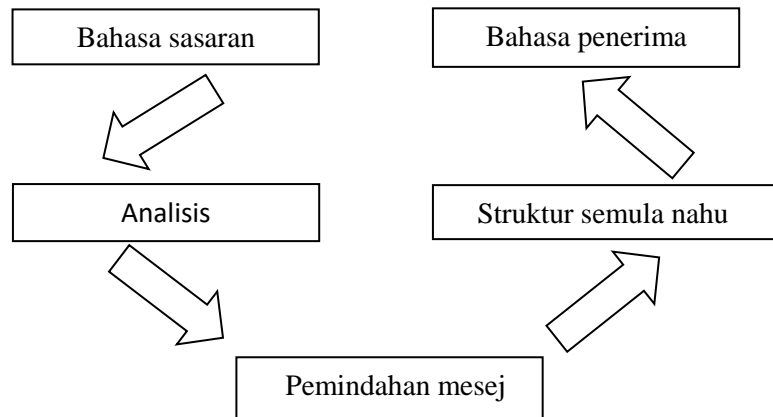 Bahasa sasaran
Bahasa penerima
Analisis
Struktur semula nahu
Pemindahan mesej